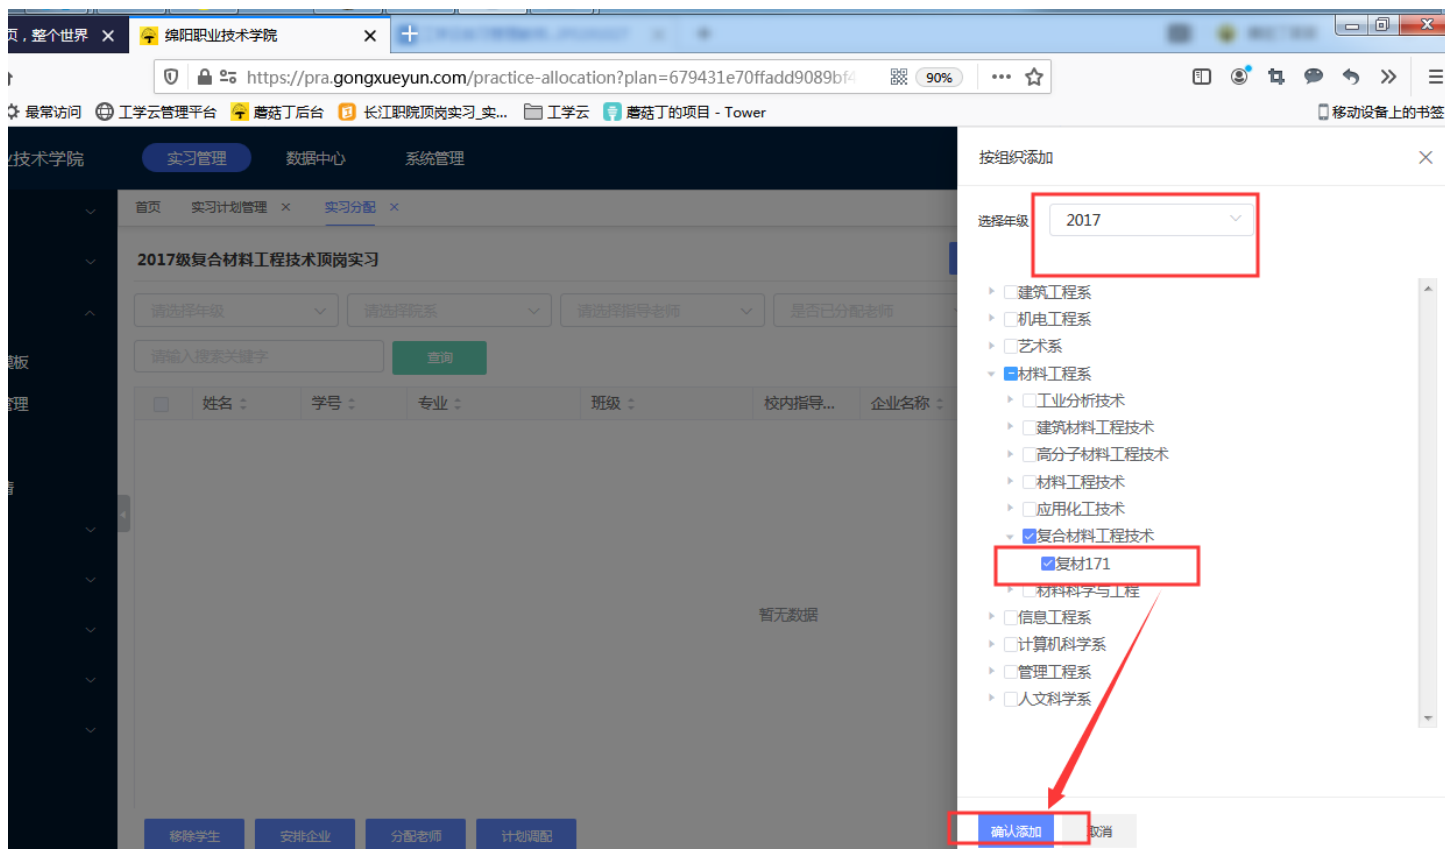 页，整个世界
绵阳职业技术学院
https://pra.gongxueyun.com/practice-allocation?plan=679431e70ffadd9089bf4
90%
最常访问 工学云管理平台 蘑菇丁后台 长江职院顶岗实习_实... 工学云 蘑菇丁的项目 - Tower 移动设备上的书签
技术学院 实习管理 数据中心 系统管理
首页 实习计划管理 实习分配
2017级复合材料工程技术顶岗实习
请选择年级 请选择院系 请选择指导老师 是否已分配老师
请输入搜索关键字 查询
姓名 学号 专业 班级 校内指导... 企业名称
模板
管理
暂无数据
移除学生 安排企业 分配老师 计划调配
按组织添加
选择年级 2017
建筑工程系
机电工程系
艺术系
材料工程系
工业分析技术
建筑材料工程技术
高分子材料工程技术
材料工程技术
应用化工技术
复合材料工程技术
复材171
材料科学与工程
信息工程系
计算机科学系
管理工程系
人文科学系
确认添加 取消